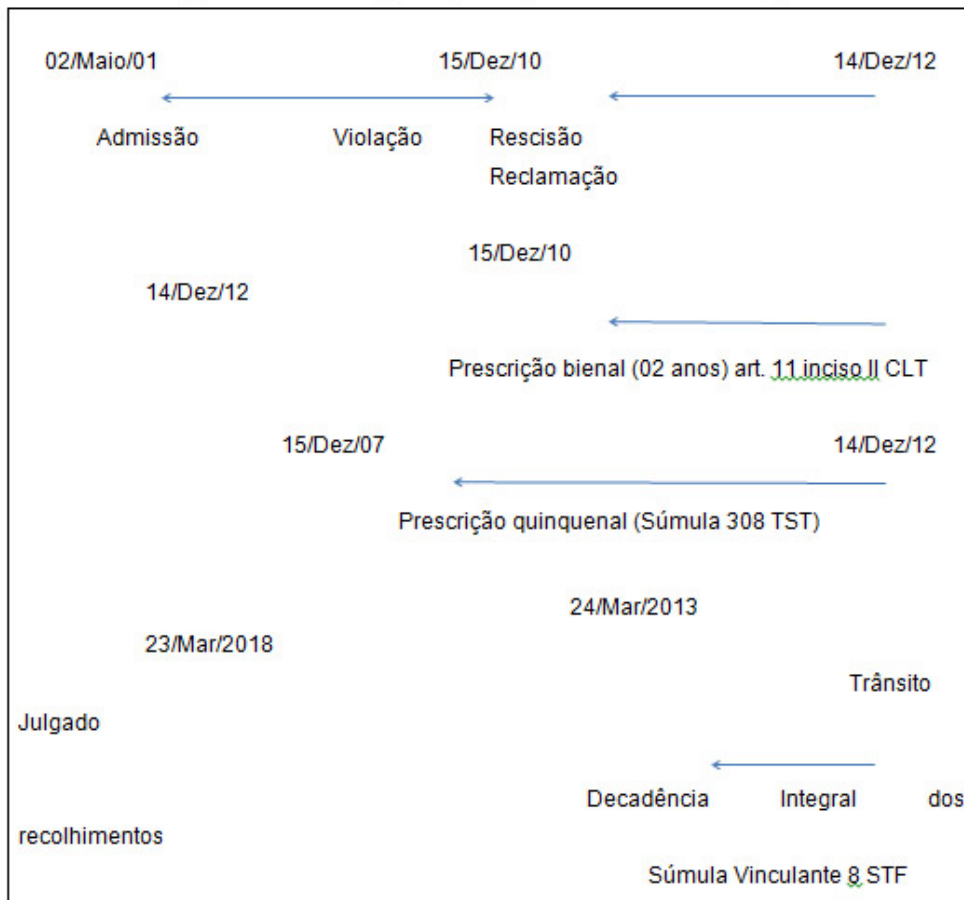 02/Maio/01 15/Dez/10 14/Dez/12
Admissão Violação Rescisão
Reclamação
15/Dez/10
14/Dez/12
Prescrição bienal (02 anos) art. 11 inciso II CLT
15/Dez/07 14/Dez/12
Prescrição quinquenal (Súmula 308 TST)
24/Mar/2013
23/Mar/2018
Trânsito
Julgado
Decadência Integral dos
recolhimentos
Súmula Vinculante 8 STF